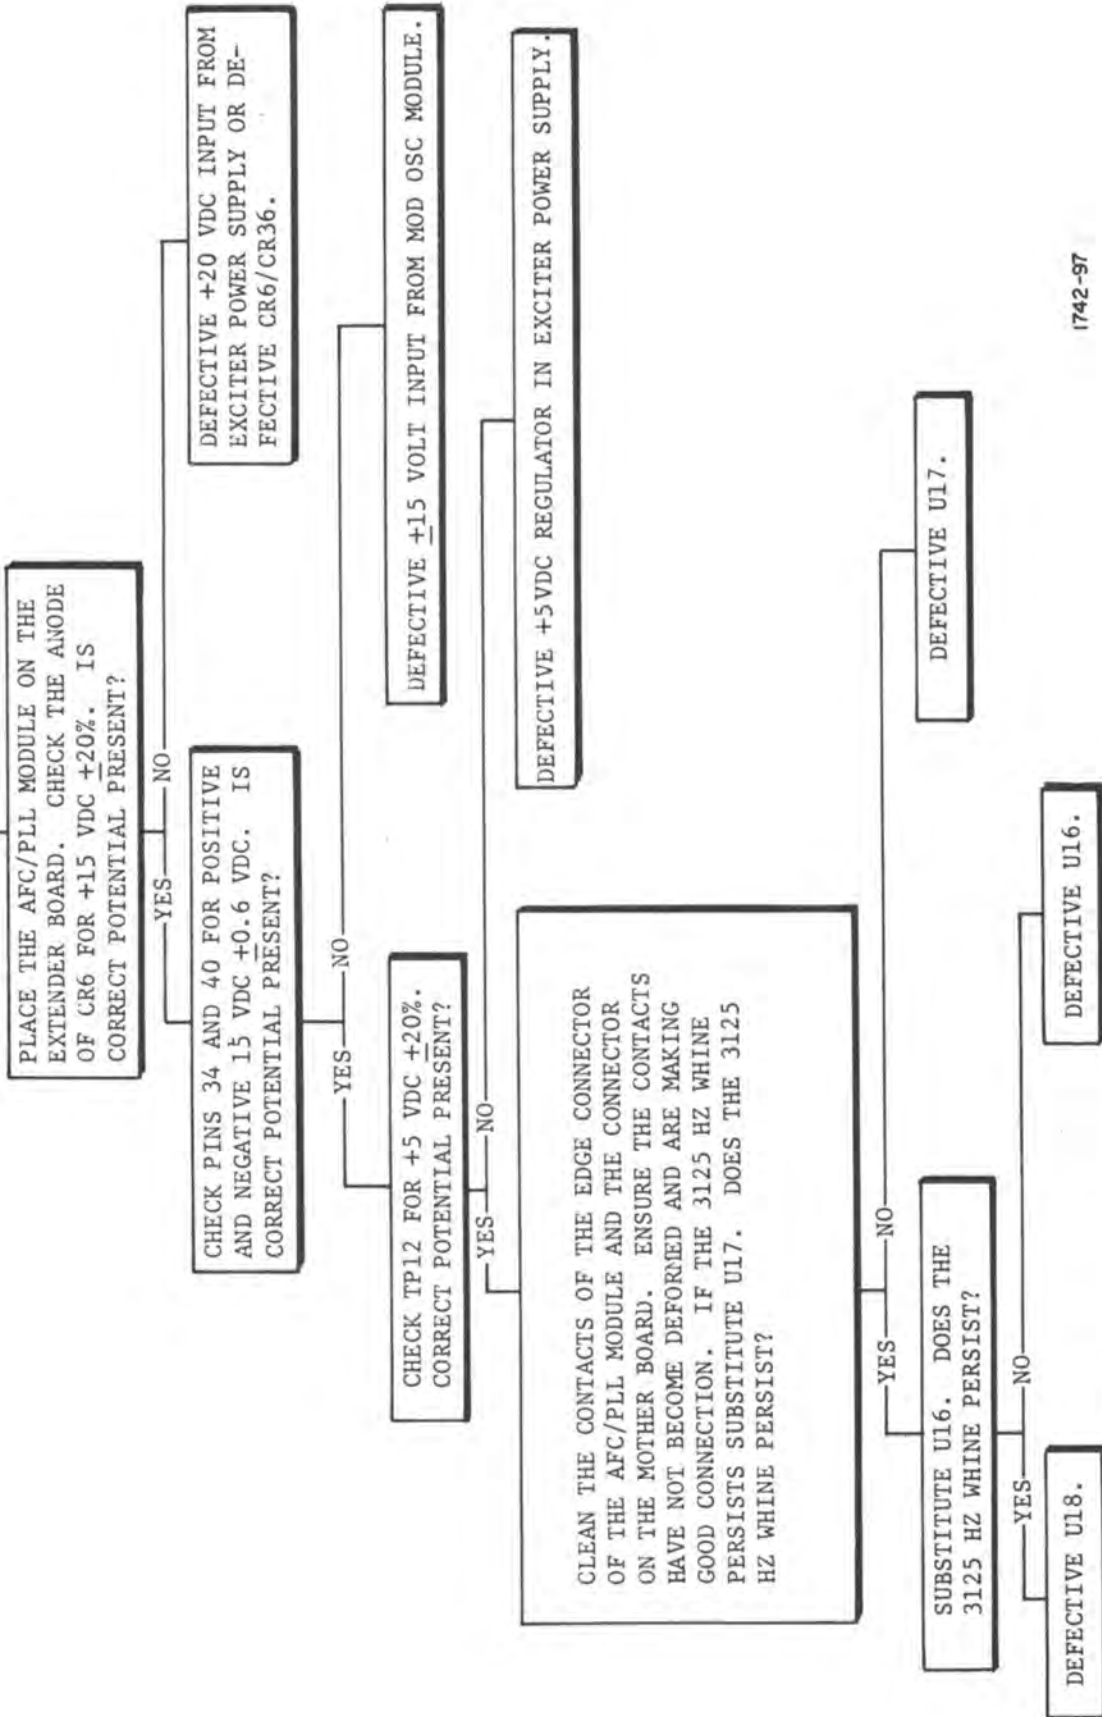 PLACE THE AFC/PLL MODULE ON THE
EXTENDER BOARD. CHECK THE ANODE
OF CR6 FOR +15 VDC ±20%. IS
CORRECT POTENTIAL PRESENT?
YES
NO
CHECK PINS 34 AND 40 FOR POSITIVE
AND NEGATIVE 15 VDC ±0.6 VDC. IS
CORRECT POTENTIAL PRESENT?
DEFECTIVE +20 VDC INPUT FROM
EXCITER POWER SUPPLY OR DE-
FECTIVE CR6/CR36.
YES
NO
CHECK TP12 FOR +5 VDC ±20%.
CORRECT POTENTIAL PRESENT?
DEFECTIVE ±15 VOLT INPUT FROM MOD OSC MODULE.
YES
NO
CLEAN THE CONTACTS OF THE EDGE CONNECTOR
OF THE AFC/PLL MODULE AND THE CONNECTOR
ON THE MOTHER BOARD. ENSURE THE CONTACTS
HAVE NOT BECOME DEFORMED AND ARE MAKING
GOOD CONNECTION. IF THE 3125 HZ WHINE
PERSISTS SUBSTITUTE U17. DOES THE 3125
HZ WHINE PERSIST?
DEFECTIVE +5VDC REGULATOR IN EXCITER POWER SUPPLY.
YES
NO
SUBSTITUTE U16. DOES THE
3125 HZ WHINE PERSIST?
DEFECTIVE U17.
YES
NO
DEFECTIVE U18.
DEFECTIVE U16.
1742-97